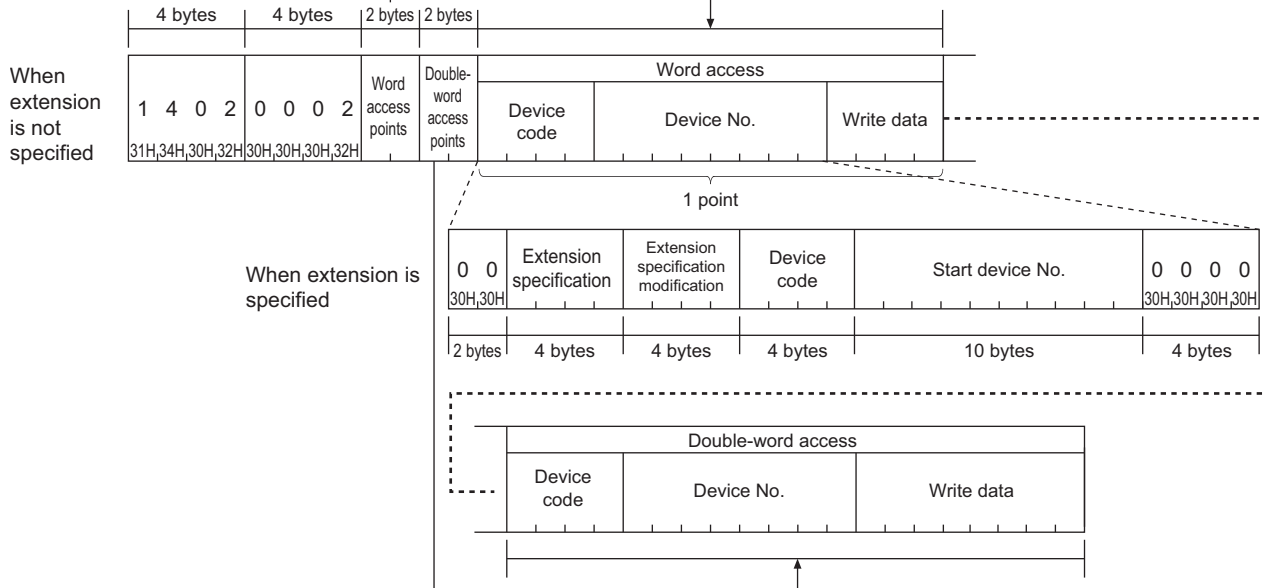 4 bytes 4 bytes 2 bytes 2 bytes
When
extension
is not
specified
1 4 0 2 0 0 0 2
31H,34H,30H,32H 30H,30H,30H,32H
Word
access
points
Double-
word
access
points
Word access
Device
code
Device No.
Write data
1 point
When extension is
specified
0 0
30H,30H
Extension
specification
Extension
specification
modification
Device
code
Start device No.
0 0 0 0
30H,30H,30H,30H
2 bytes 4 bytes 4 bytes 4 bytes 10 bytes 4 bytes
Double-word access
Device
code
Device No.
Write data